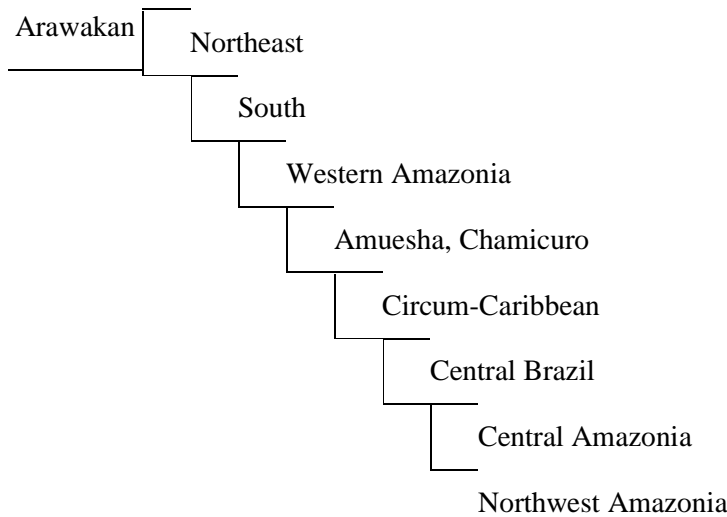 Arawakan
Northeast
South
Western Amazonia
Amuesha, Chamicuro
Circum-Caribbean
Central Brazil
Central Amazonia
Northwest Amazonia